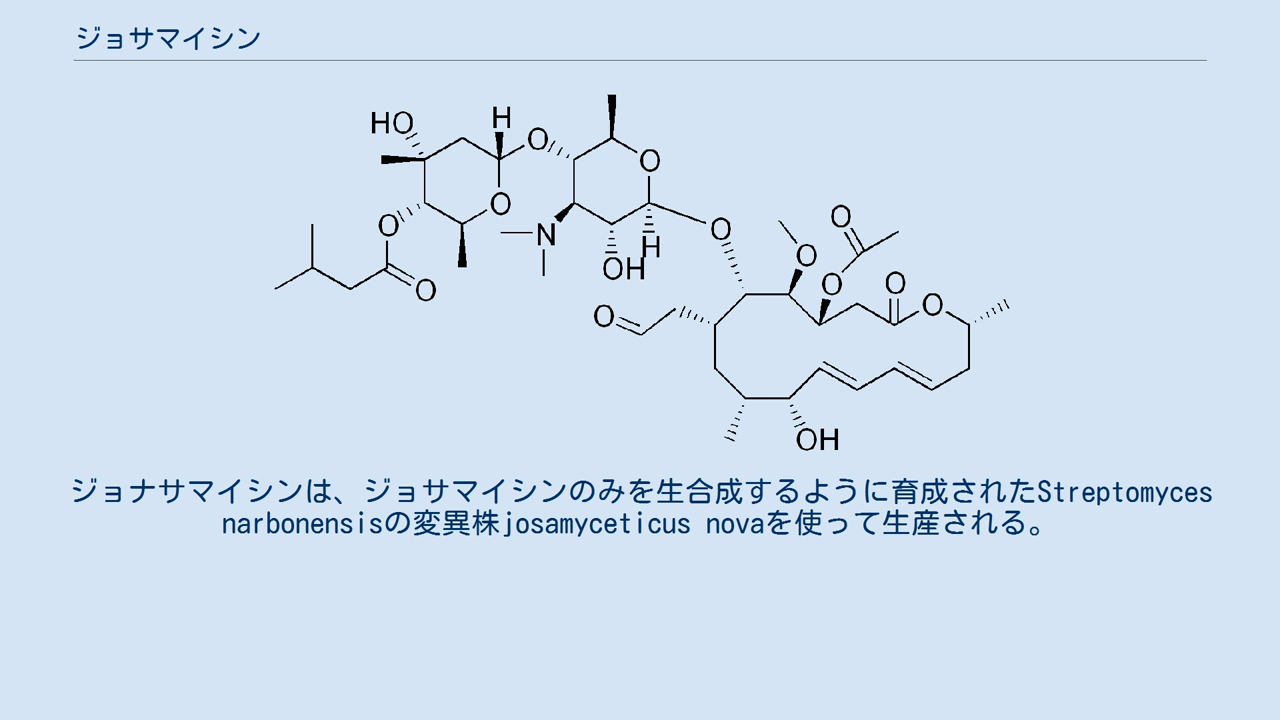 ジョサマイシン
HO
H
O
O
O
O
N
OH
H
O
O
O
O
O
O
O
O
OH
ジョナサマイシンは、ジョサマイシンのみを生合成するように育成されたStreptomyces
narbonensisの変異株josamyceticus novaを使って生産される。